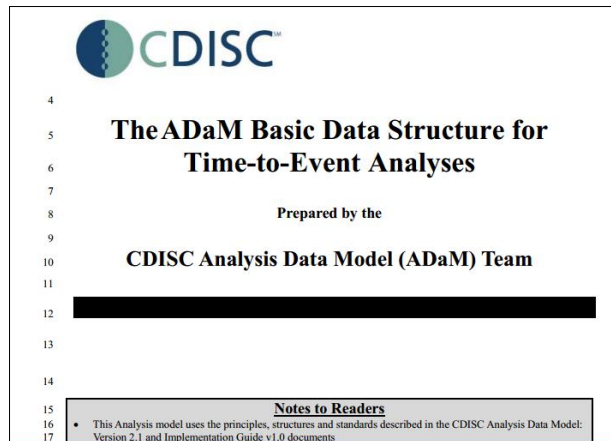 CDISC℠
4
5 The ADaM Basic Data Structure for
6 Time-to-Event Analyses
7
8 Prepared by the
9
10 CDISC Analysis Data Model (ADaM) Team
11
12
13
14
15 Notes to Readers
16 • This Analysis model uses the principles, structures and standards described in the CDISC Analysis Data Model:
17 Version 2.1 and Implementation Guide v1.0 documents